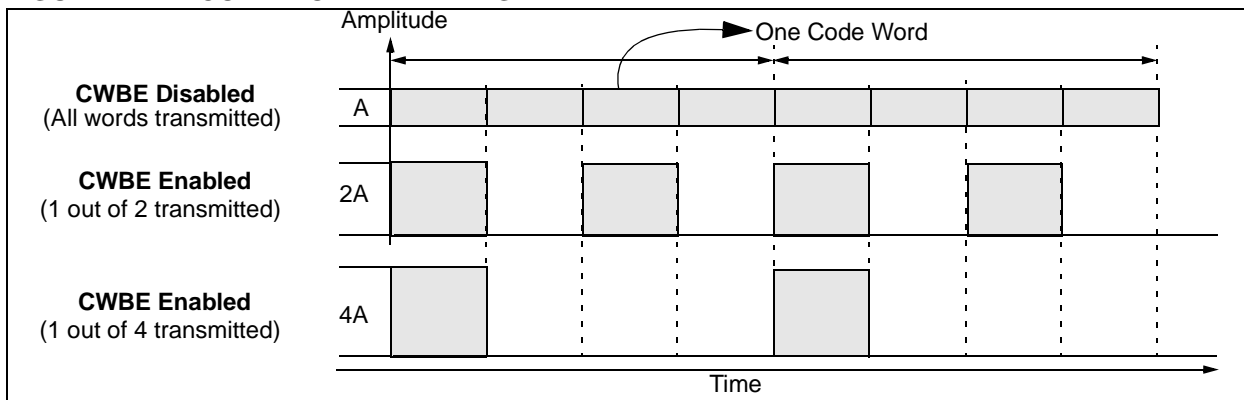 Amplitude
One Code Word
CWBE Disabled
(All words transmitted)
A
CWBE Enabled
(1 out of 2 transmitted)
2A
CWBE Enabled
(1 out of 4 transmitted)
4A
Time